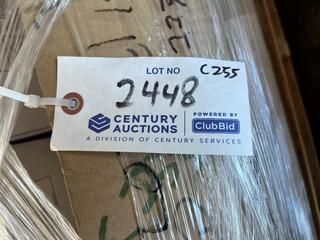 LOT NO C255
2448
CENTURY AUCTIONS
POWERED BY
ClubBid
A DIVISION OF CENTURY SERVICES